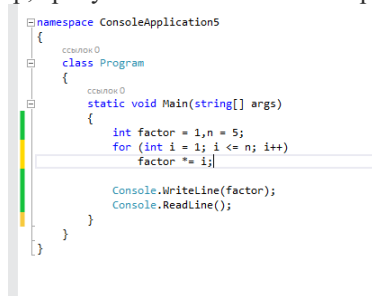 namespace ConsoleApplication5
{
ссылок 0
class Program
{
ссылок 0
static void Main(string[] args)
{
int factor = 1,n = 5;
for (int i = 1; i <= n; i++)
factor *= i;
Console.WriteLine(factor);
Console.ReadLine();
}
}
}